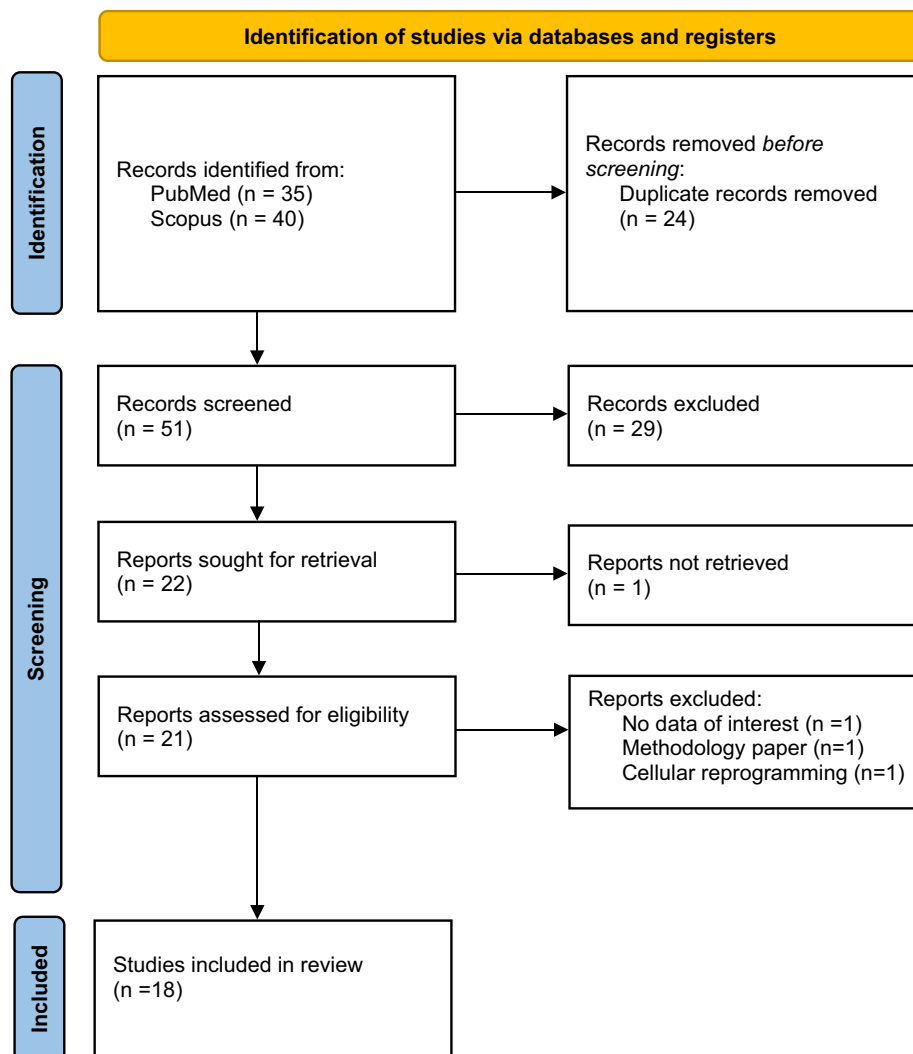 Identification of studies via databases and registers
Identification
Records identified from:
PubMed (n = 35)
Scopus (n = 40)
Records removed before
screening:
Duplicate records removed
(n = 24)
Screening
Records screened
(n = 51)
Records excluded
(n = 29)
Reports sought for retrieval
(n = 22)
Reports not retrieved
(n = 1)
Reports assessed for eligibility
(n = 21)
Reports excluded:
No data of interest (n =1)
Methodology paper (n=1)
Cellular reprogramming (n=1)
Included
Studies included in review
(n =18)